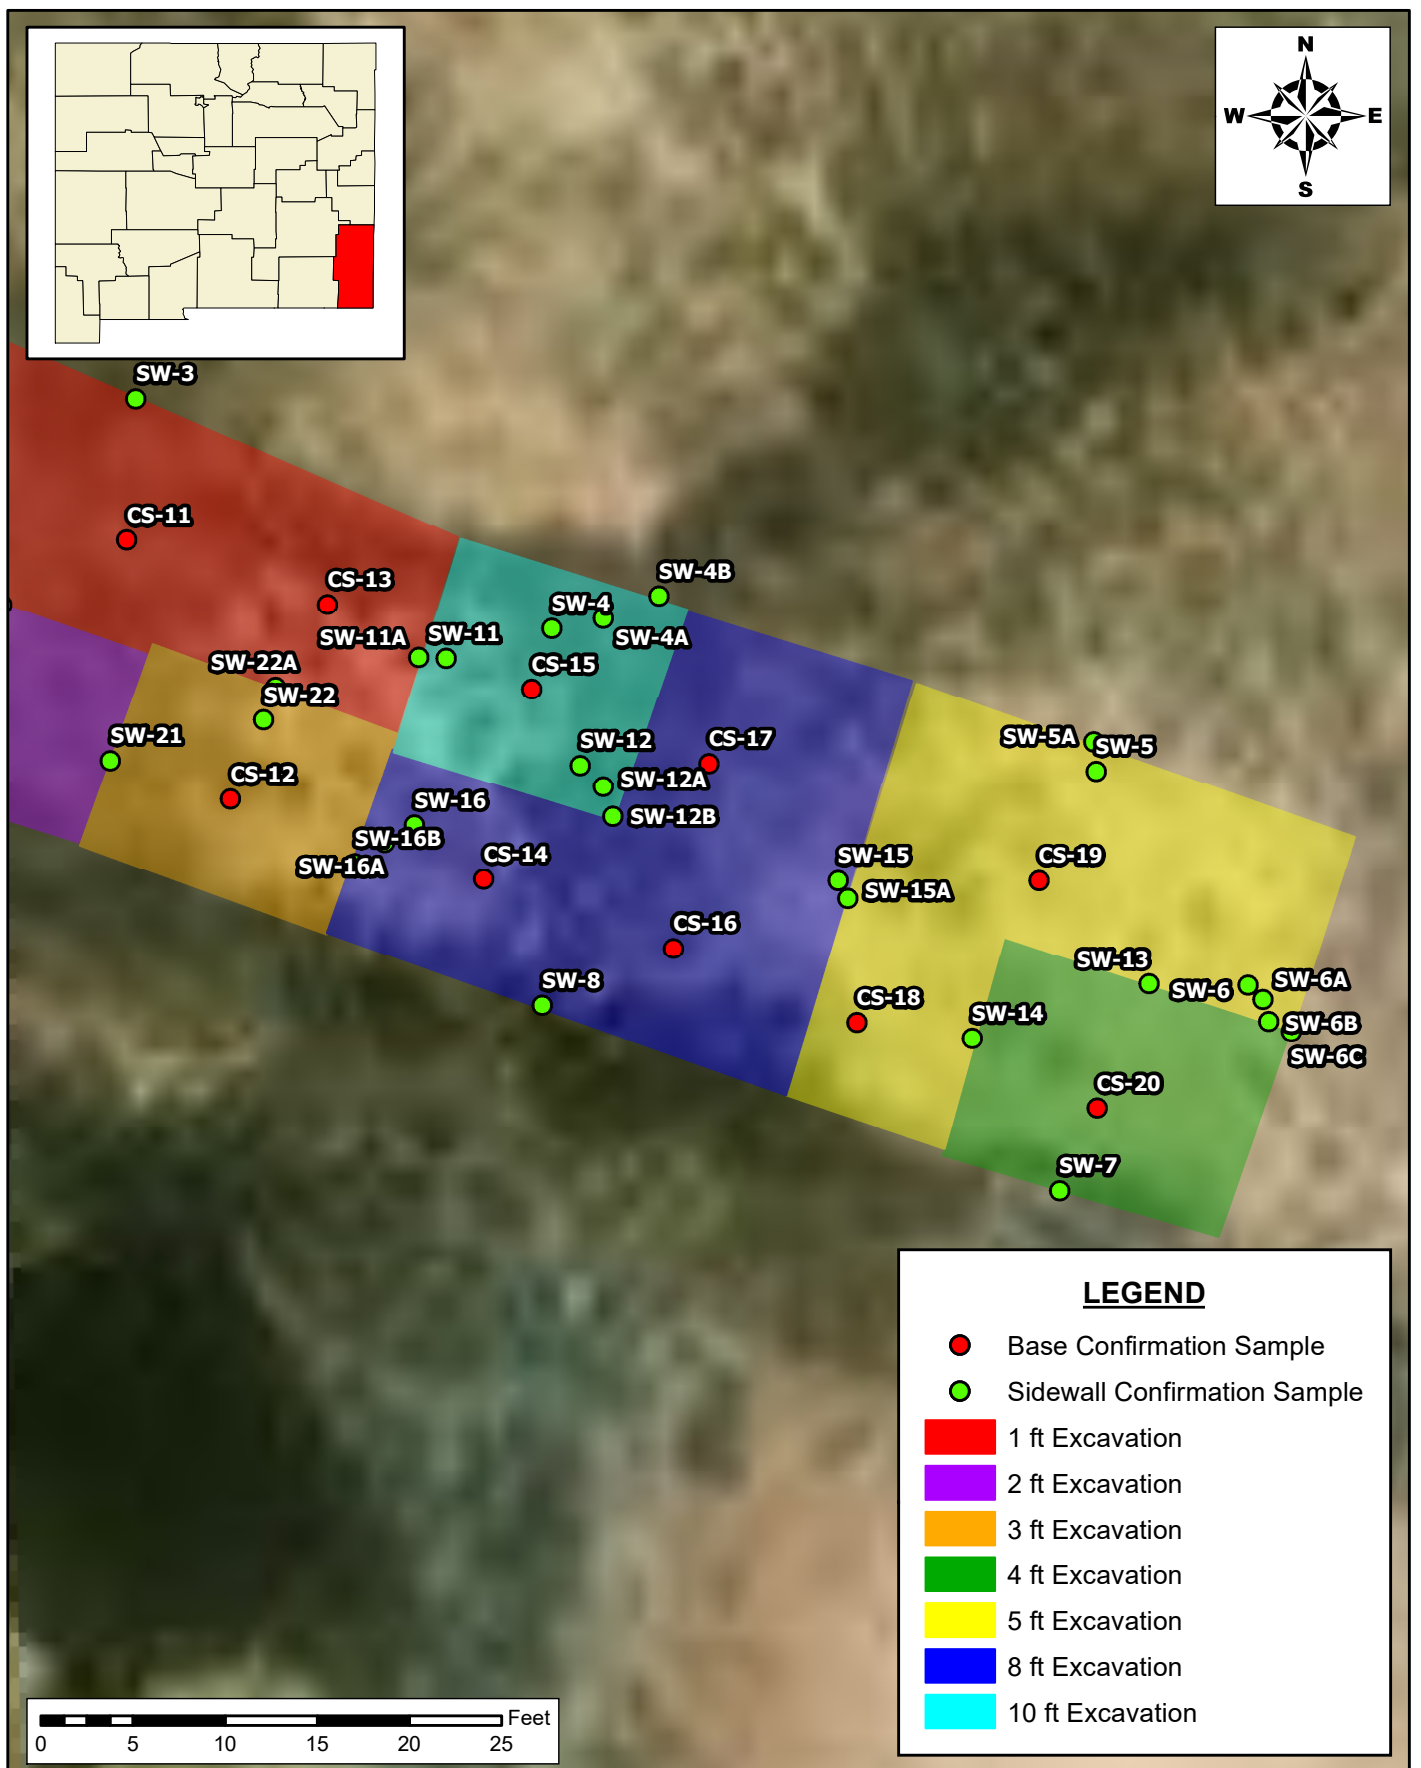 N
W
E
S
SW-3
CS-11
CS-13
SW-4B
SW-4
SW-4A
SW-11A
SW-11
SW-22A
CS-15
SW-22
SW-21
SW-12
CS-17
SW-5A
SW-5
CS-12
SW-12A
SW-16
SW-12B
SW-16B
SW-16A
CS-14
SW-15
CS-19
SW-15A
CS-16
SW-13
SW-6
SW-6A
SW-8
CS-18
SW-14
SW-6B
SW-6C
CS-20
SW-7
LEGEND
Base Confirmation Sample
Sidewall Confirmation Sample
1 ft Excavation
2 ft Excavation
3 ft Excavation
4 ft Excavation
5 ft Excavation
8 ft Excavation
10 ft Excavation
Feet
0 5 10 15 20 25